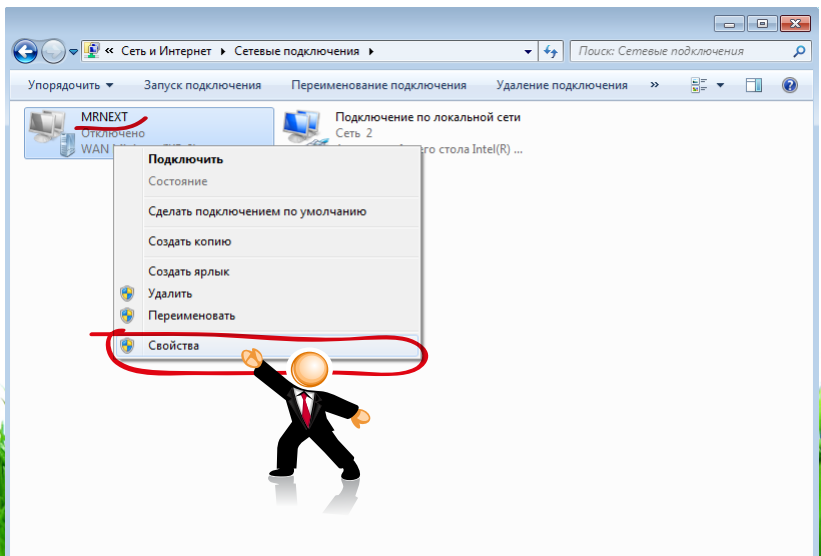 « Сеть и Интернет Сетевые подключения
Поиск: Сетевые подключения
Упорядочить Запуск подключения Переименование подключения Удаление подключения »
MRNEXT
Отключено
WAN
Подключение по локальной сети
Сеть 2
стола Intel(R) ...
Подключить
Состояние
Сделать подключением по умолчанию
Создать копию
Создать ярлык
Удалить
Переименовать
Свойства